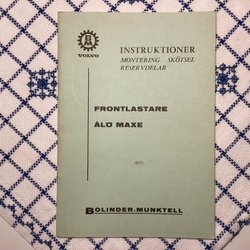 VOLVO
INSTRUKTIONER
MONTERING SKÖTSEL
RESERVDELAR
FRONTLASTARE
ÅLÖ MAXE
BOLINDER-MUNKTELL